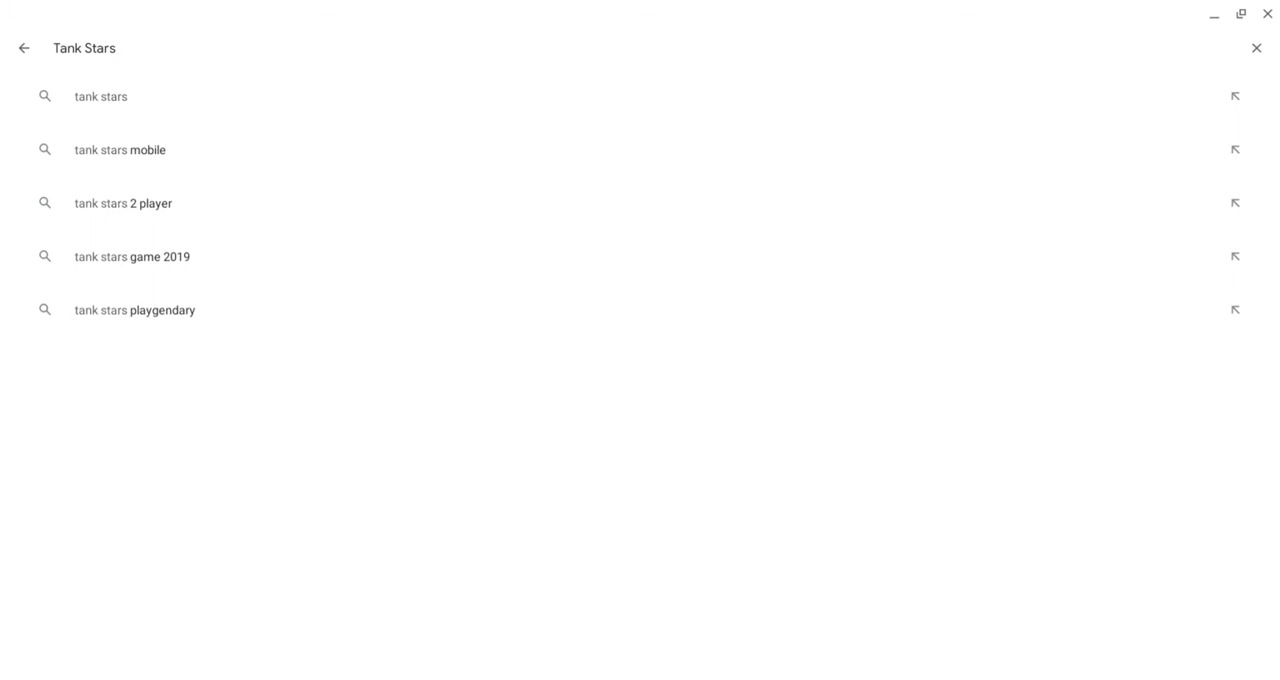 Tank Stars
tank stars
tank stars mobile
tank stars 2 player
tank stars game 2019
tank stars playgendary